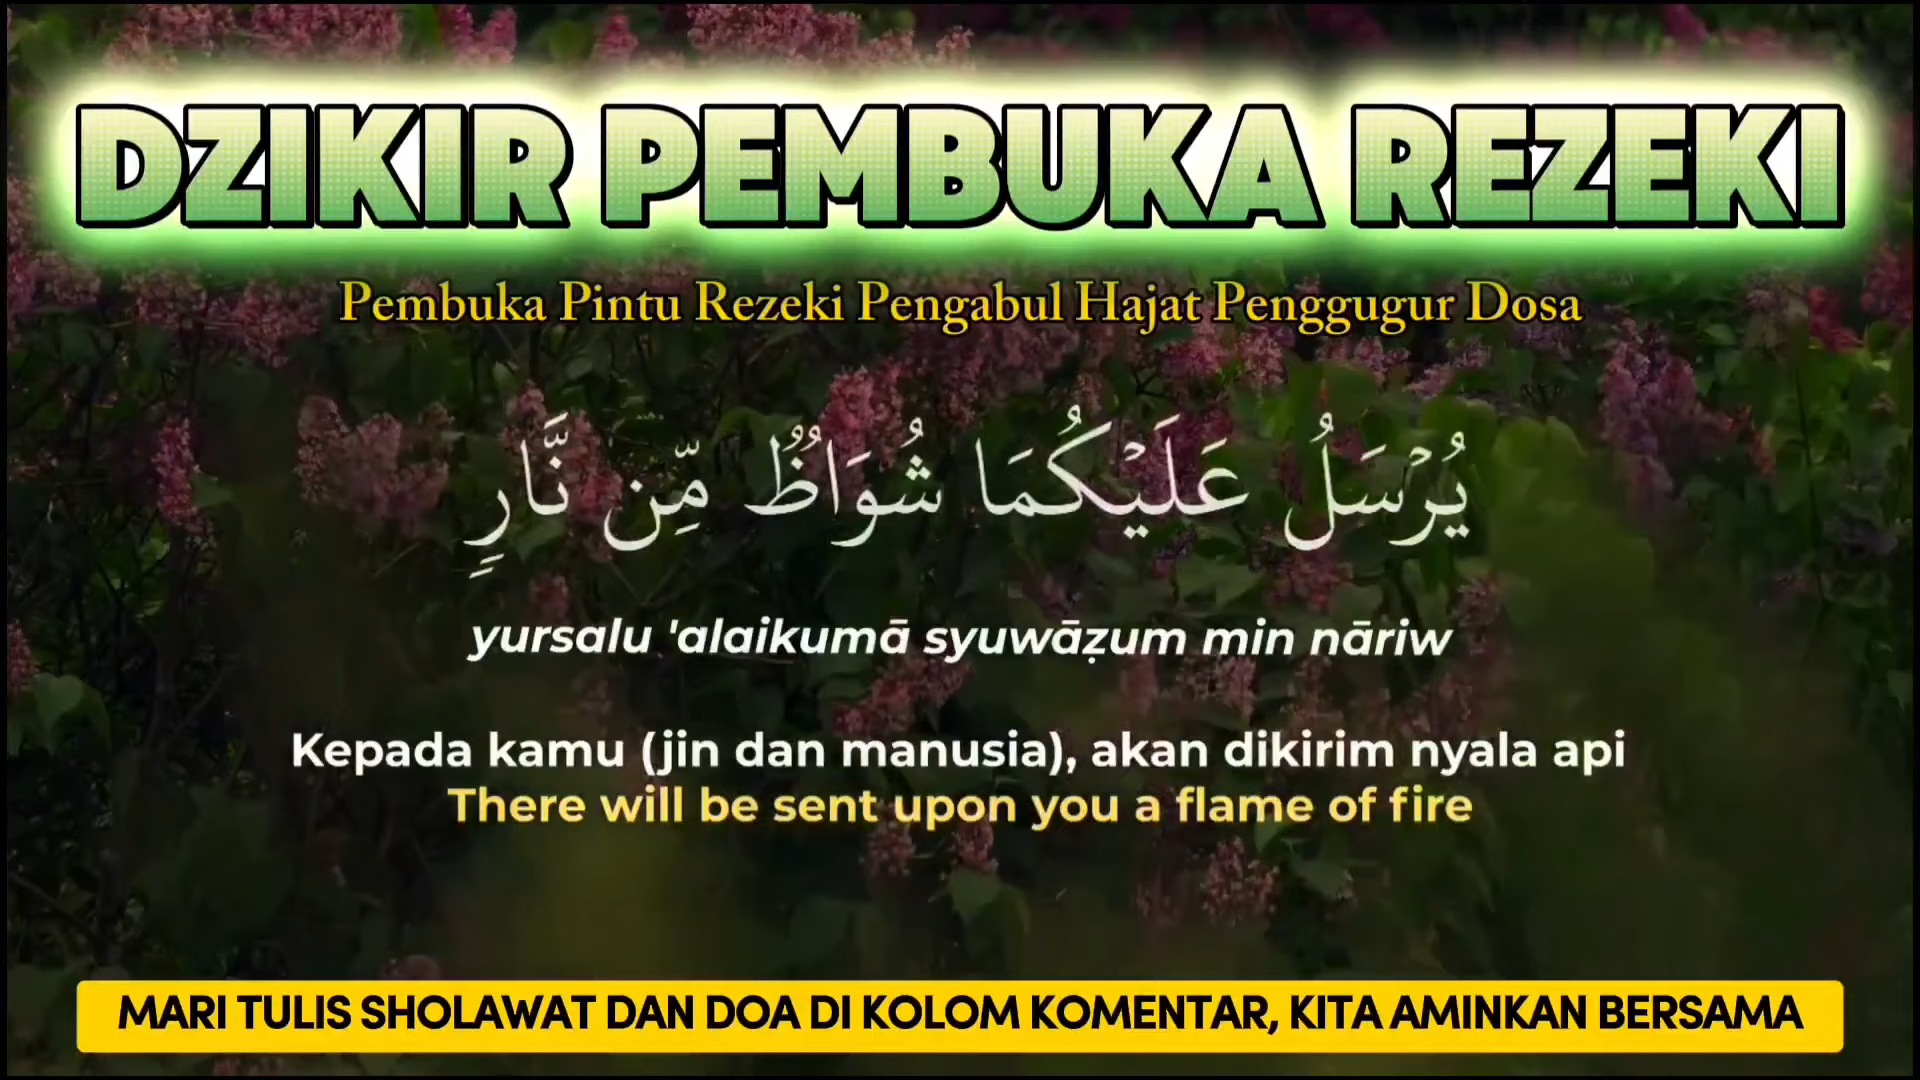 DZIKIR PEMBUKA REZEKI
Pembuka Pintu Rezeki Pengabul Hajat Penggugur Dosa
يُرْسَلُ عَلَيْكُمَا شُوَاظٌ مِّن نَّارٍ
yursalu 'alaikumā syuwāẓum min nāriw
Kepada kamu (jin dan manusia), akan dikirim nyala api
There will be sent upon you a flame of fire
MARI TULIS SHOLAWAT DAN DOA DI KOLOM KOMENTAR, KITA AMINKAN BERSAMA